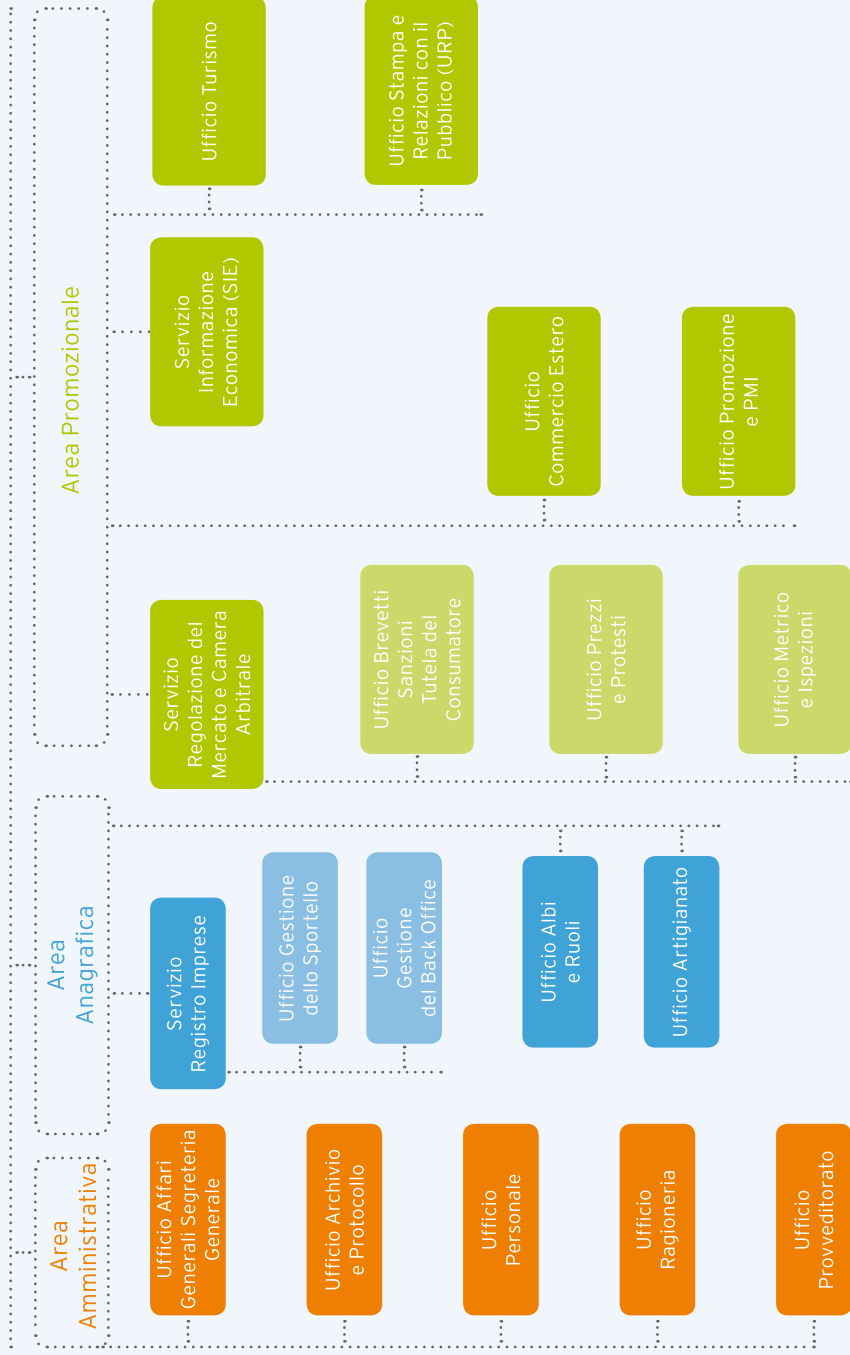 Area
Amministrativa
Ufficio Affari
Generali Segreteria
Generale
Ufficio Archivio
e Protocollo
Ufficio
Personale
Ufficio
Ragioneria
Ufficio
Provveditorato
Area
Anagrafica
Servizio
Registro Imprese
Ufficio Gestione
dello Sportello
Ufficio
Gestione
del Back Office
Ufficio Albi
e Ruoli
Ufficio Artigianato
Area Promozionale
Servizio
Regolazione del
Mercato e Camera
Arbitrale
Ufficio Brevetti
Sanzioni
Tutela del
Consumatore
Ufficio Prezzi
e Protesti
Ufficio Metrico
e Ispezioni
Servizio
Informazione
Economica (SIE)
Ufficio
Commercio Estero
Ufficio Promozione
e PMI
Ufficio Turismo
Ufficio Stampa e
Relazioni con il
Pubblico (URP)